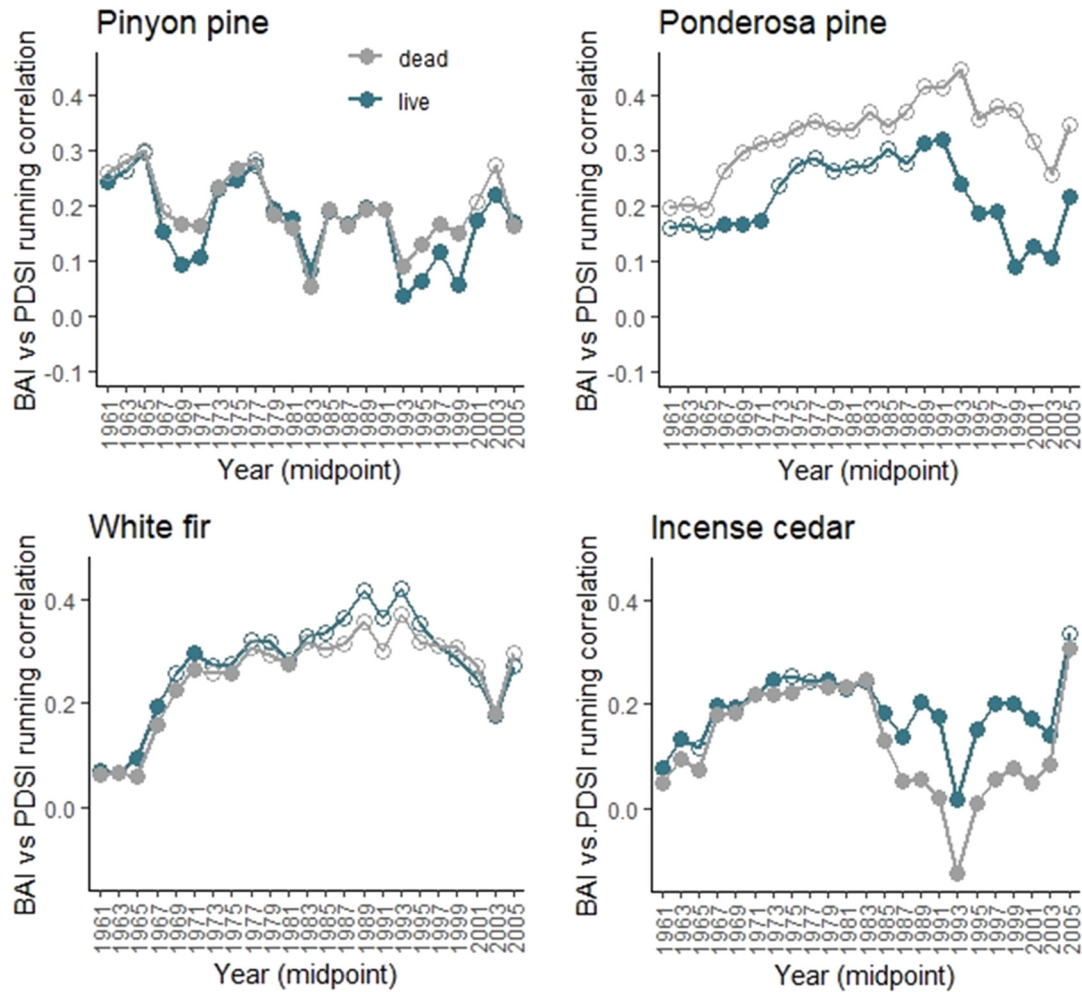 Pinyon pine
dead
live
BAI vs PDSI running correlation
0.4
0.3
0.2
0.1
0.0
-0.1
1961 1963 1965 1967 1969 1971 1973 1975 1977 1979 1981 1983 1985 1987 1989 1991 1993 1995 1997 1999 2001 2003 2005
Year (midpoint)
Ponderosa pine
BAI vs PDSI running correlation
0.4
0.3
0.2
0.1
0.0
-0.1
1961 1963 1965 1967 1969 1971 1973 1975 1977 1979 1981 1983 1985 1987 1989 1991 1993 1995 1997 1999 2001 2003 2005
Year (midpoint)
White fir
BAI vs PDSI running correlation
0.4
0.2
0.0
1961 1963 1965 1967 1969 1971 1973 1975 1977 1979 1981 1983 1985 1987 1989 1991 1993 1995 1997 1999 2001 2003 2005
Year (midpoint)
Incense cedar
BAI vs.PDSI running correlation
0.4
0.2
0.0
1961 1963 1965 1967 1969 1971 1973 1975 1977 1979 1981 1983 1985 1987 1989 1991 1993 1995 1997 1999 2001 2003 2005
Year (midpoint)